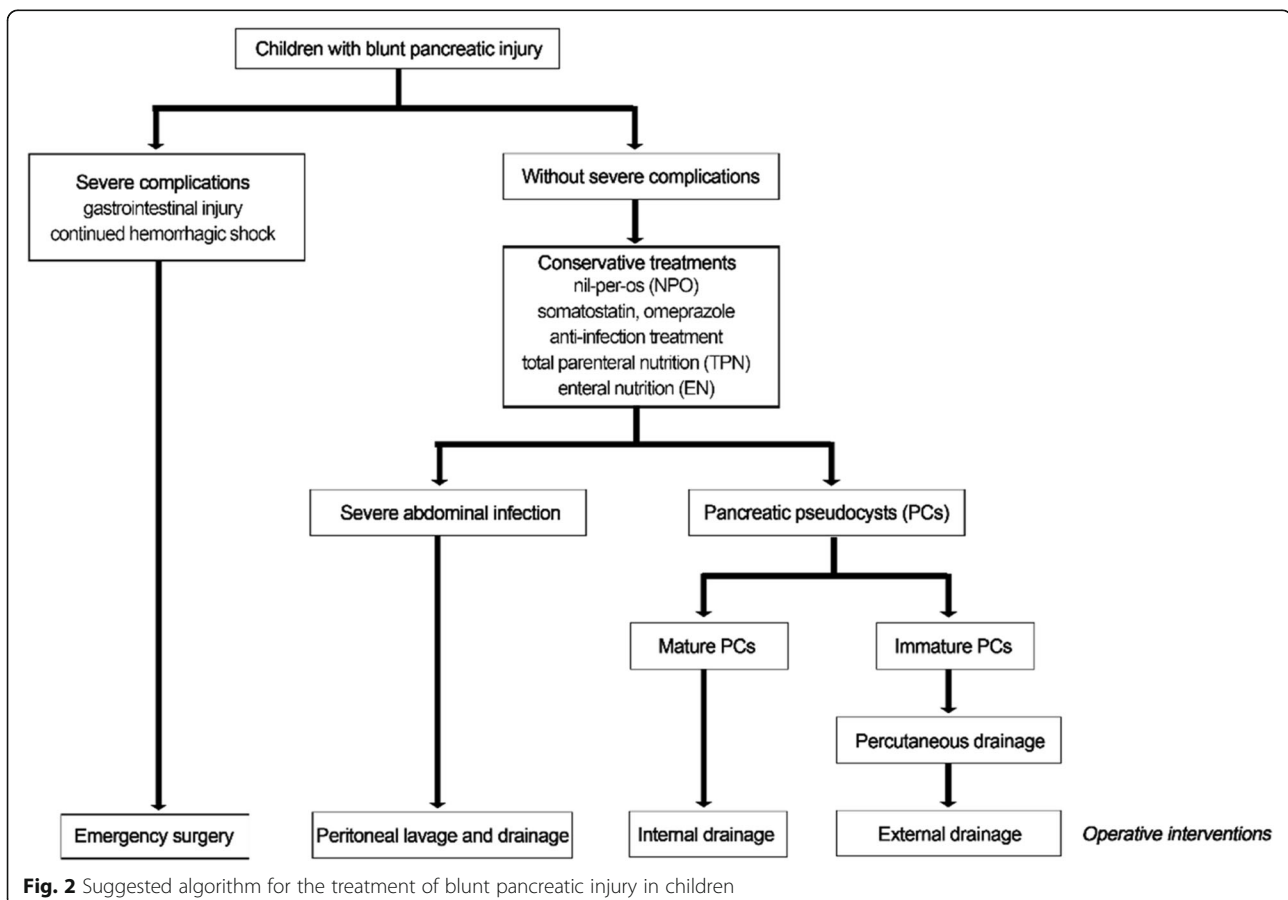 Children with blunt pancreatic injury
Severe complications
gastrointestinal injury
continued hemorrhagic shock
Without severe complications
Conservative treatments
nil-per-os (NPO)
somatostatin, omeprazole
anti-infection treatment
total parenteral nutrition (TPN)
enteral nutrition (EN)
Severe abdominal infection
Pancreatic pseudocysts (PCs)
Mature PCs
Immature PCs
Percutaneous drainage
Emergency surgery
Peritoneal lavage and drainage
Internal drainage
External drainage
Operative interventions
Fig. 2 Suggested algorithm for the treatment of blunt pancreatic injury in children